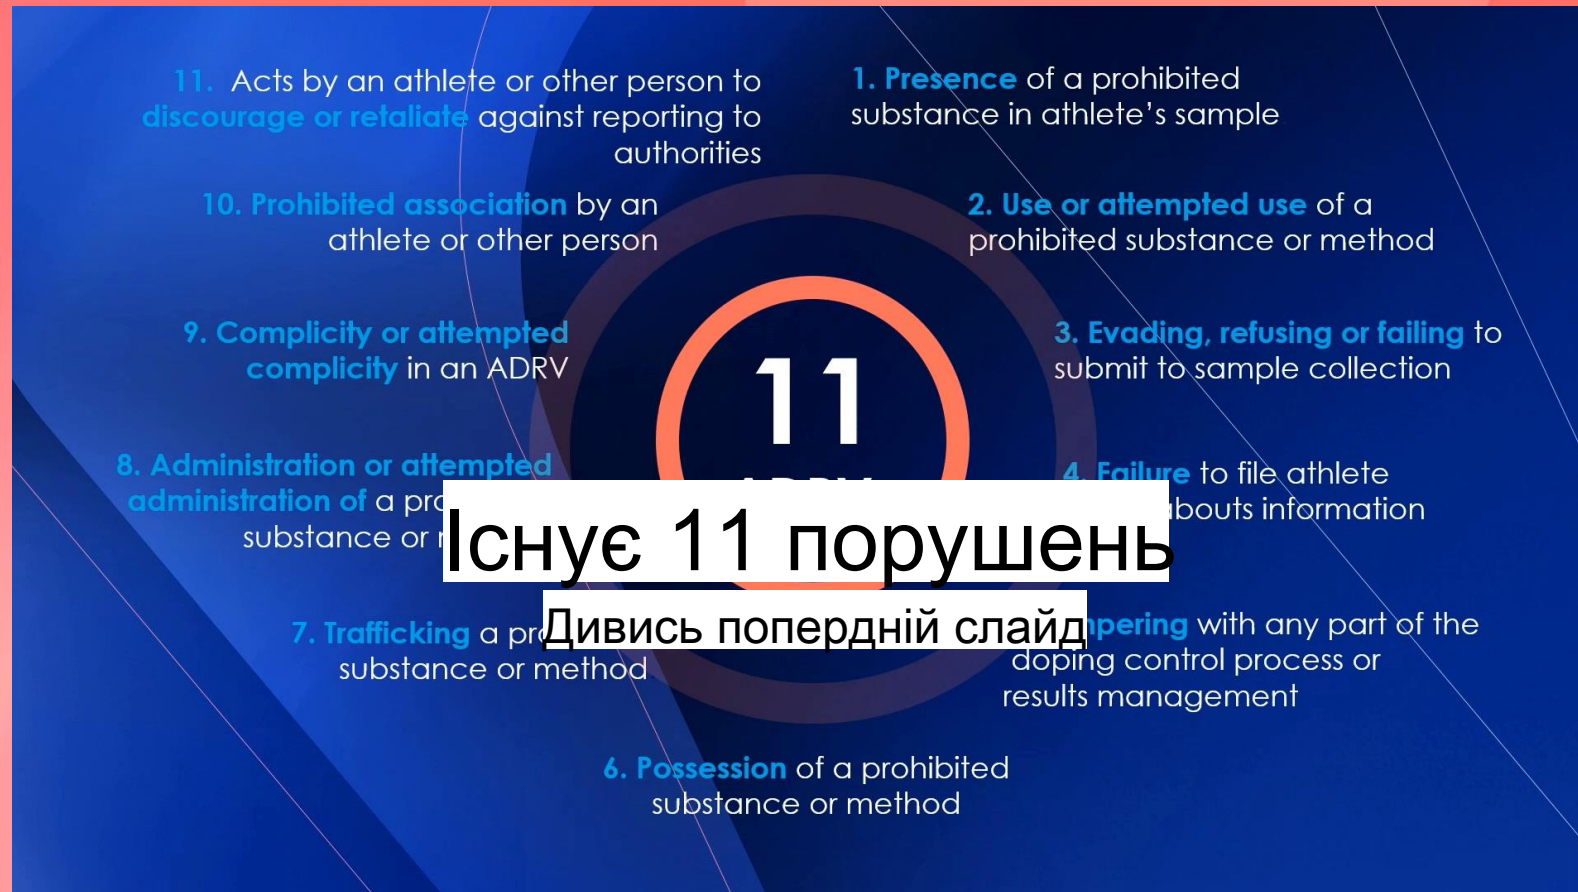 11. Acts by an athlete or other person to
discourage or retaliate against reporting to
authorities
1. Presence of a prohibited
substance in athlete’s sample
10. Prohibited association by an
athlete or other person
2. Use or attempted use of a
prohibited substance or method
9. Complicity or attempted
complicity in an ADRV
3. Evading, refusing or failing to
submit to sample collection
11
8. Administration or attempted
administration of a
substance or
4. Failure to file athlete
information
Існує 11 порушень
Дивись попердній слайд
7. Trafficking a
substance or method
with any part of the
doping control process or
results management
6. Possession of a prohibited
substance or method